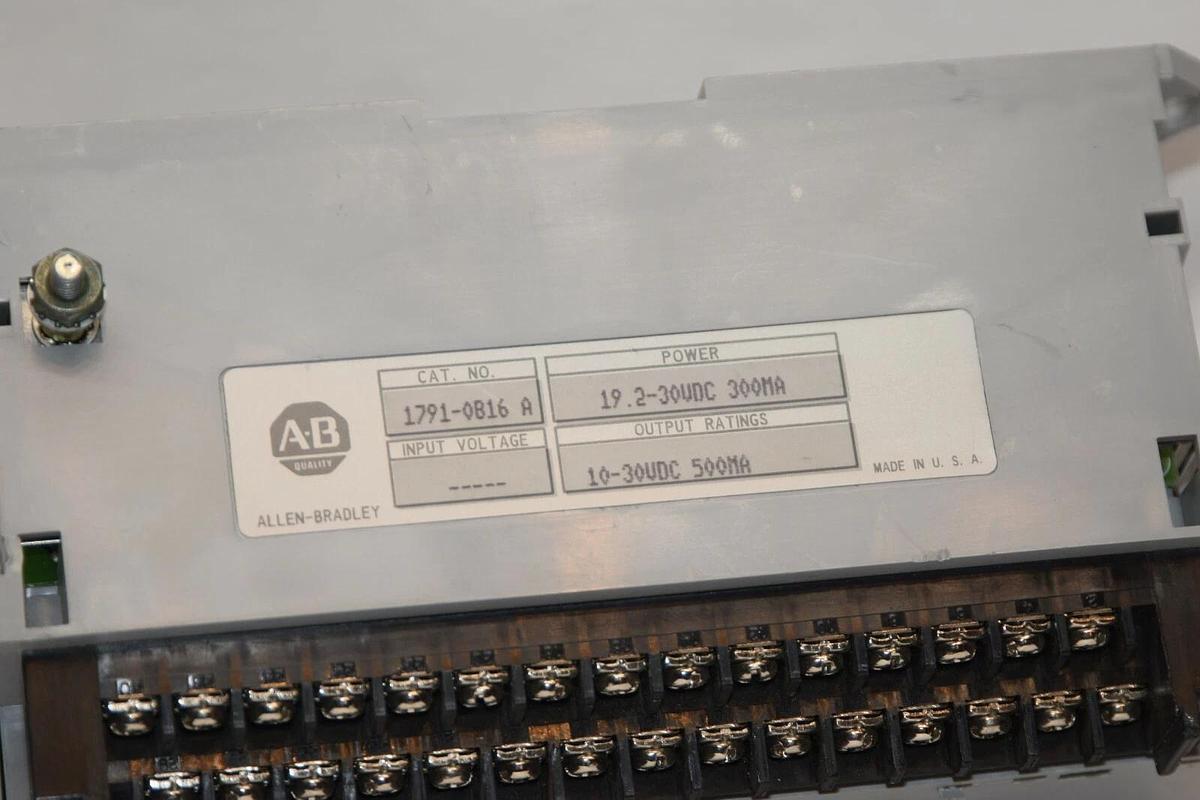 CAT. NO.
1791-0B16 A
POWER
19.2-30VDC 300MA
INPUT VOLTAGE
-----
OUTPUT RATINGS
10-30VDC 500MA
A·B
QUALITY
ALLEN-BRADLEY
MADE IN U. S. A.